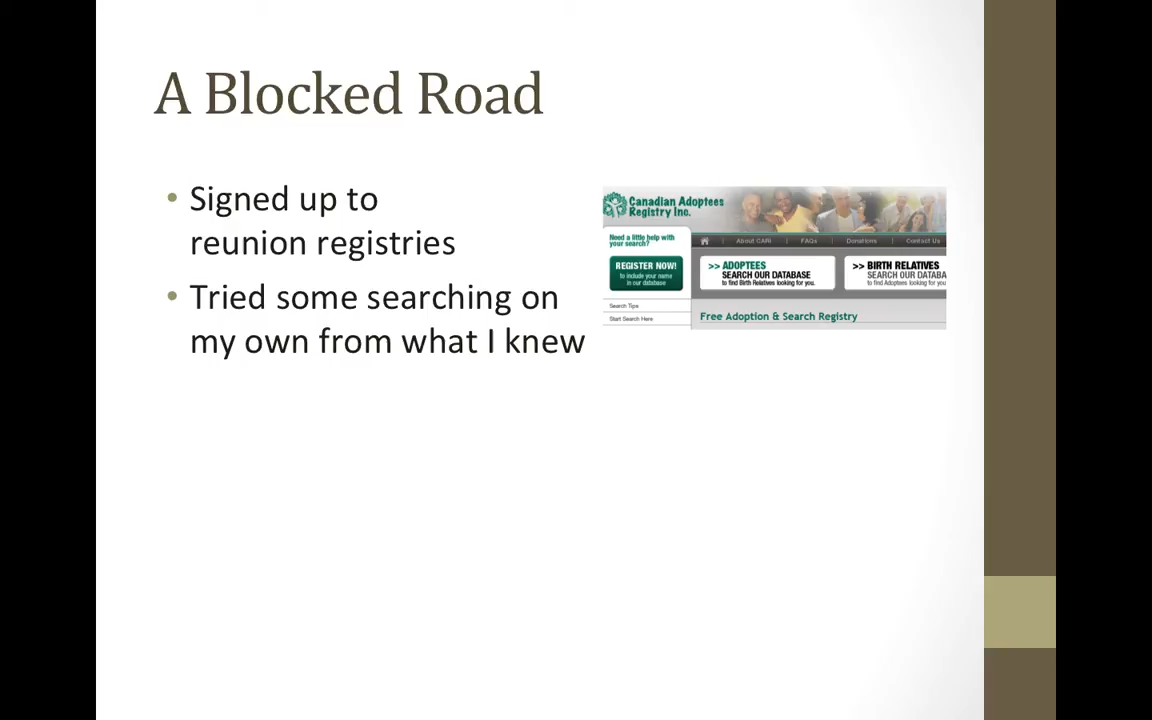 A Blocked Road
• Signed up to
reunion registries
• Tried some searching on
my own from what I knew
Canadian Adoptees
Registry Inc.
Need a little help with
your search?
REGISTER NOW!
to include your name
in our database
Search Tips
Start Search Here
About CARI | FAQs | Donations | Contact Us
>> ADOPTEES
SEARCH OUR DATABASE
to find Birth Relatives looking for you.
>> BIRTH RELATIVES
SEARCH OUR DATABA
to find Adoptees looking for you
Free Adoption & Search Registry